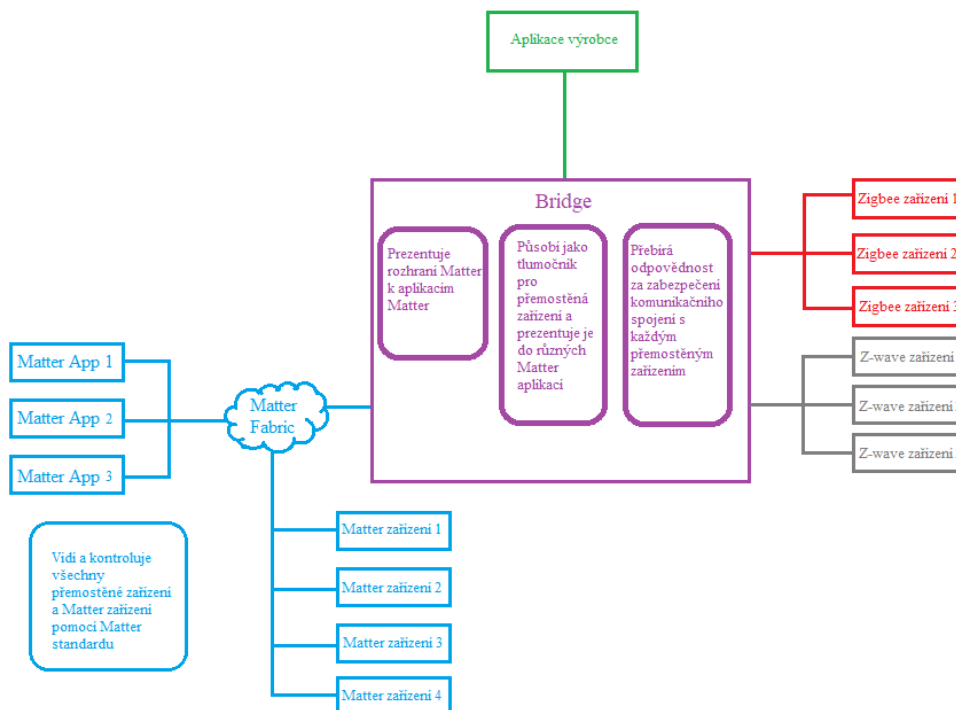 Aplikace výrobce
Bridge
Prezentuje
rozhraní Matter
k aplikacím
Matter
Působí jako
tlumočník
pro
přemostěná
zařízení a
prezentuje je
do různých
Matter
aplikací
Přebírá
odpovědnost
za zabezpečení
komunikačního
spojení s
každým
přemostěným
zařízením
Zigbee zařízení 1
Zigbee zařízení 2
Zigbee zařízení 3
Z-wave zařízení
Z-wave zařízení
Z-wave zařízení
Matter App 1
Matter App 2
Matter App 3
Matter
Fabric
Matter zařízení 1
Matter zařízení 2
Matter zařízení 3
Matter zařízení 4
Vidí a kontroluje
všechny
přemostěné zařízení
a Matter zařízení
pomocí Matter
standardu